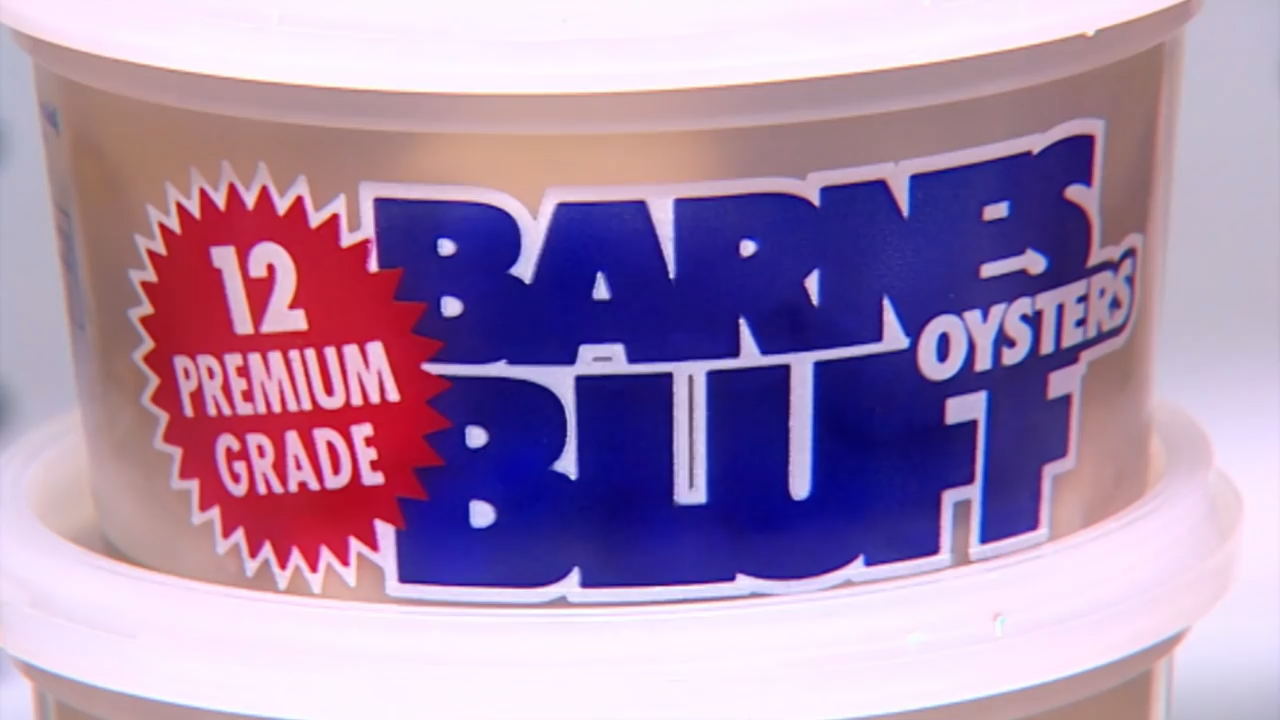 12
PREMIUM
GRADE
BARNES
OYSTERS
BLUFF